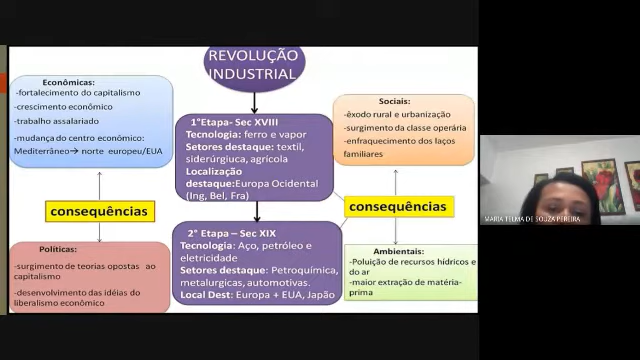 REVOLUÇÃO
INDUSTRIAL
Econômicas:
-fortalecimento do capitalismo
-crescimento econômico
-trabalho assalariado
-mudança do centro econômico:
Mediterrâneo→ norte europeu/EUA
1°Etapa- Sec XVIII
Tecnologia: ferro e vapor
Setores destaque: textil,
siderúrgiuca, agrícola
Localização
destaque:Europa Ocidental
(Ing, Bel, Fra)
Sociais:
-êxodo rural e urbanização
-surgimento da classe operária
-enfraquecimento dos laços
familiares
consequências
consequências
Políticas:
-surgimento de teorias opostas ao
capitalismo
-desenvolvimento das idéias do
liberalismo econômico
2° Etapa – Sec XIX
Tecnologia: Aço, petróleo e
eletricidade
Setores destaque: Petroquímica,
metalurgicas, automotivas.
Local Dest: Europa + EUA, Japão
Ambientais:
-Poluição de recursos hídricos e
do ar
-maior extração de matéria-
prima
MARIA TELMA DE SOUZA PEREIRA